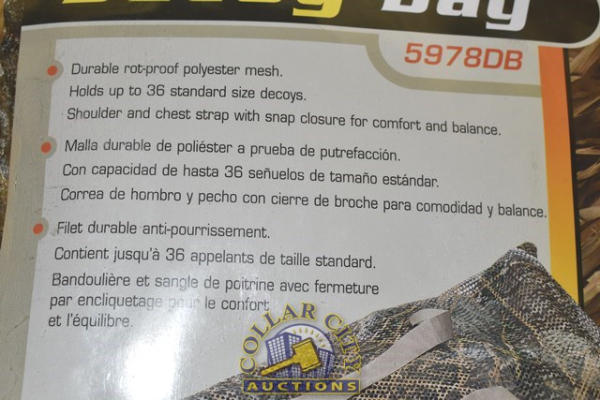 Decoy Bag
5978DB
Durable rot-proof polyester mesh.
Holds up to 36 standard size decoys.
Shoulder and chest strap with snap closure for comfort and balance.
Malla durable de poliéster a prueba de putrefacción.
Con capacidad de hasta 36 señuelos de tamaño estándar.
Correa de hombro y pecho con cierre de broche para comodidad y balance.
Filet durable anti-pourrissement.
Contient jusqu'à 36 appelants de taille standard.
Bandoulière et sangle de poitrine avec fermeture
par encliquetage pour le confort
et l'équilibre.
COLLAR CITY
AUCTIONS